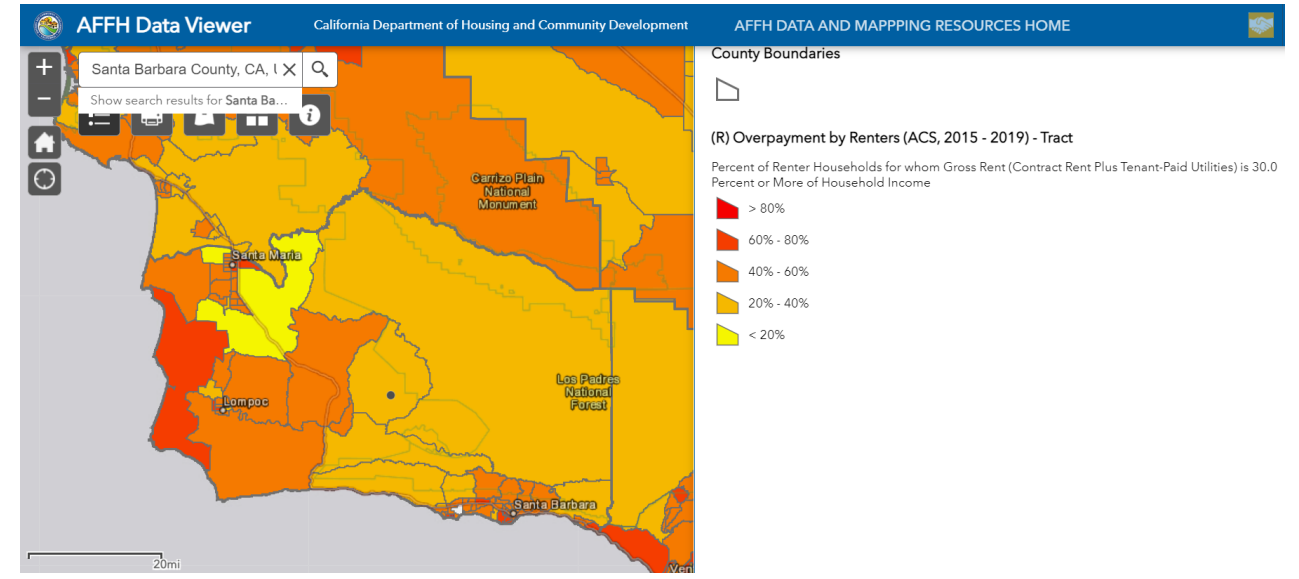 AFFH Data Viewer
California Department of Housing and Community Development
AFFH DATA AND MAPPPING RESOURCES HOME
+
Santa Barbara County, CA, U
Show search results for Santa Ba...
−
Carrizo Plain
National
Monument
Santa Maria
Los Padres
National
Forest
Lompoc
Santa Barbara
20mi
Ven
County Boundaries
(R) Overpayment by Renters (ACS, 2015 - 2019) - Tract
Percent of Renter Households for whom Gross Rent (Contract Rent Plus Tenant-Paid Utilities) is 30.0
Percent or More of Household Income
> 80%
60% - 80%
40% - 60%
20% - 40%
< 20%